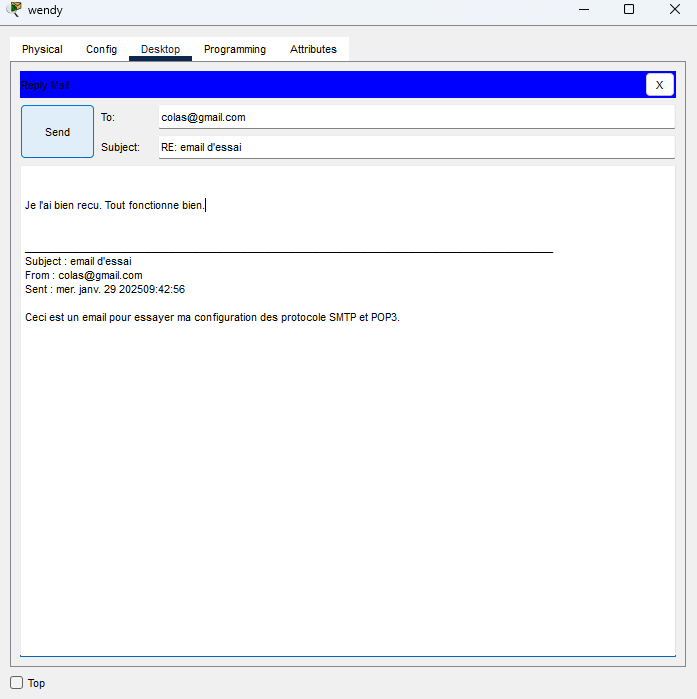 wendy
Physical Config Desktop Programming Attributes
Reply Mail X
Send
To: colas@gmail.com
Subject: RE: email d'essai
Je l'ai bien recu. Tout fonctionne bien.
Subject : email d'essai
From : colas@gmail.com
Sent : mer. janv. 29 202509:42:56
Ceci est un email pour essayer ma configuration des protocole SMTP et POP3.
Top